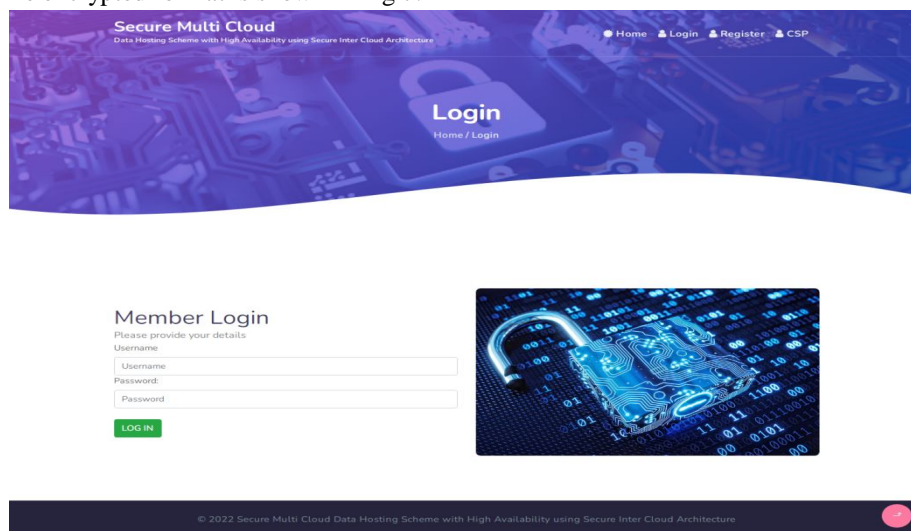 Secure Multi Cloud
Data Hosting Scheme with High Availability using Secure Inter Cloud Architecture
Home Login Register CSP
Login
Home / Login
Member Login
Please provide your details
Username
Username
Password:
Password
LOG IN
© 2022 Secure Multi Cloud Data Hosting Scheme with High Availability using Secure Inter Cloud Architecture